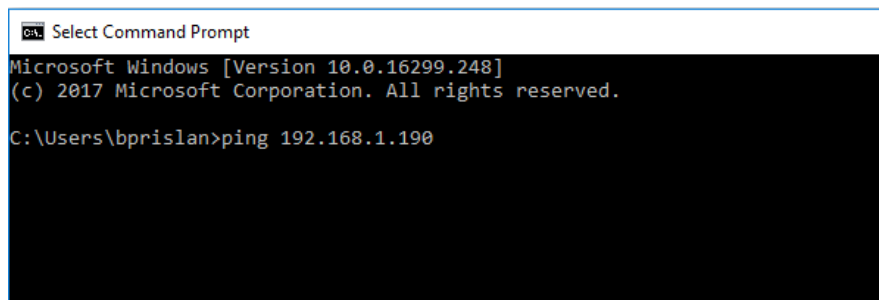 Select Command Prompt
Microsoft Windows [Version 10.0.16299.248]
(c) 2017 Microsoft Corporation. All rights reserved.
C:\Users\bprislan>ping 192.168.1.190